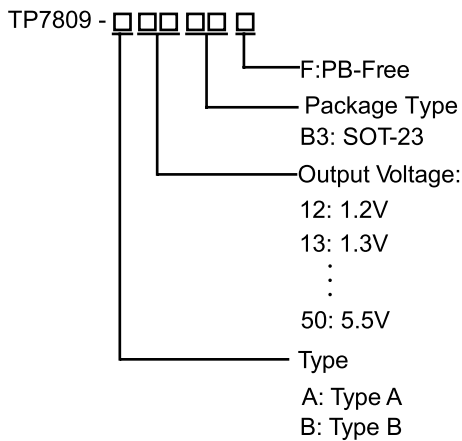 TP7809 - □ □□ □□ □
F:PB-Free
Package Type
B3: SOT-23
Output Voltage:
12: 1.2V
13: 1.3V
50: 5.5V
Type
A: Type A
B: Type B